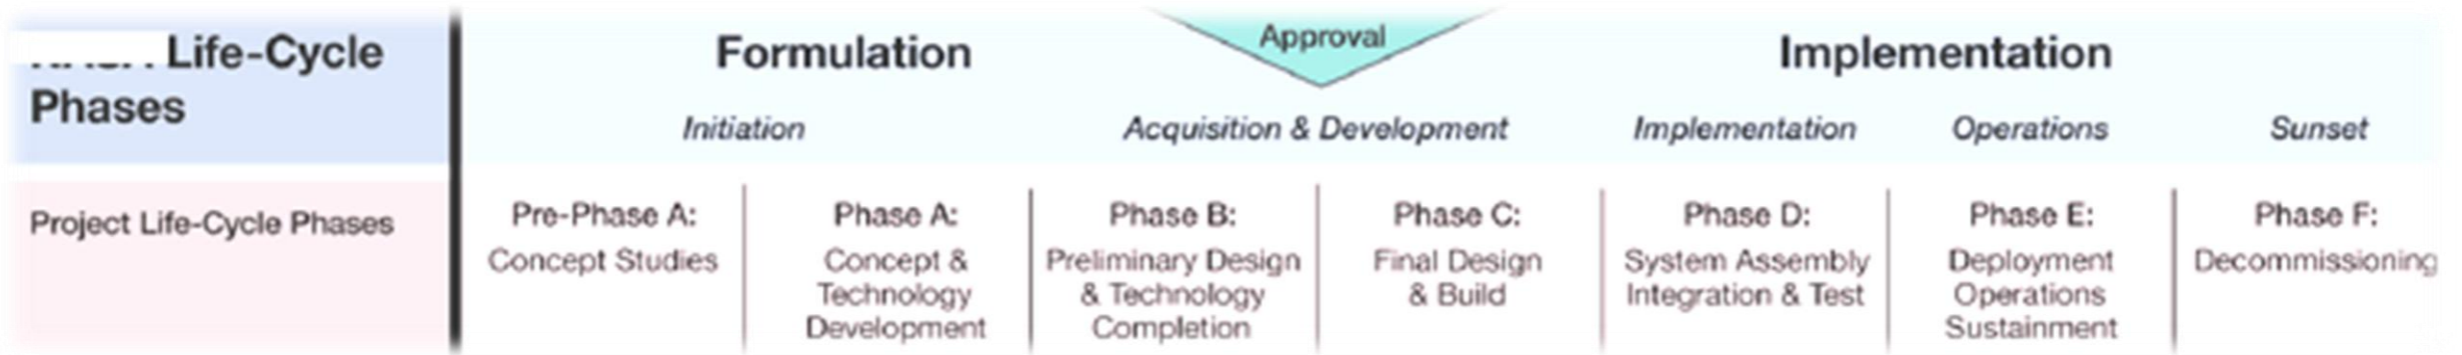 Life-Cycle
Phases
Formulation
Approval
Implementation
Initiation
Acquisition & Development
Implementation
Operations
Sunset
Project Life-Cycle Phases
Pre-Phase A:
Concept Studies
Phase A:
Concept &
Technology
Development
Phase B:
Preliminary Design
& Technology
Completion
Phase C:
Final Design
& Build
Phase D:
System Assembly
Integration & Test
Phase E:
Deployment
Operations
Sustainment
Phase F:
Decommissioning